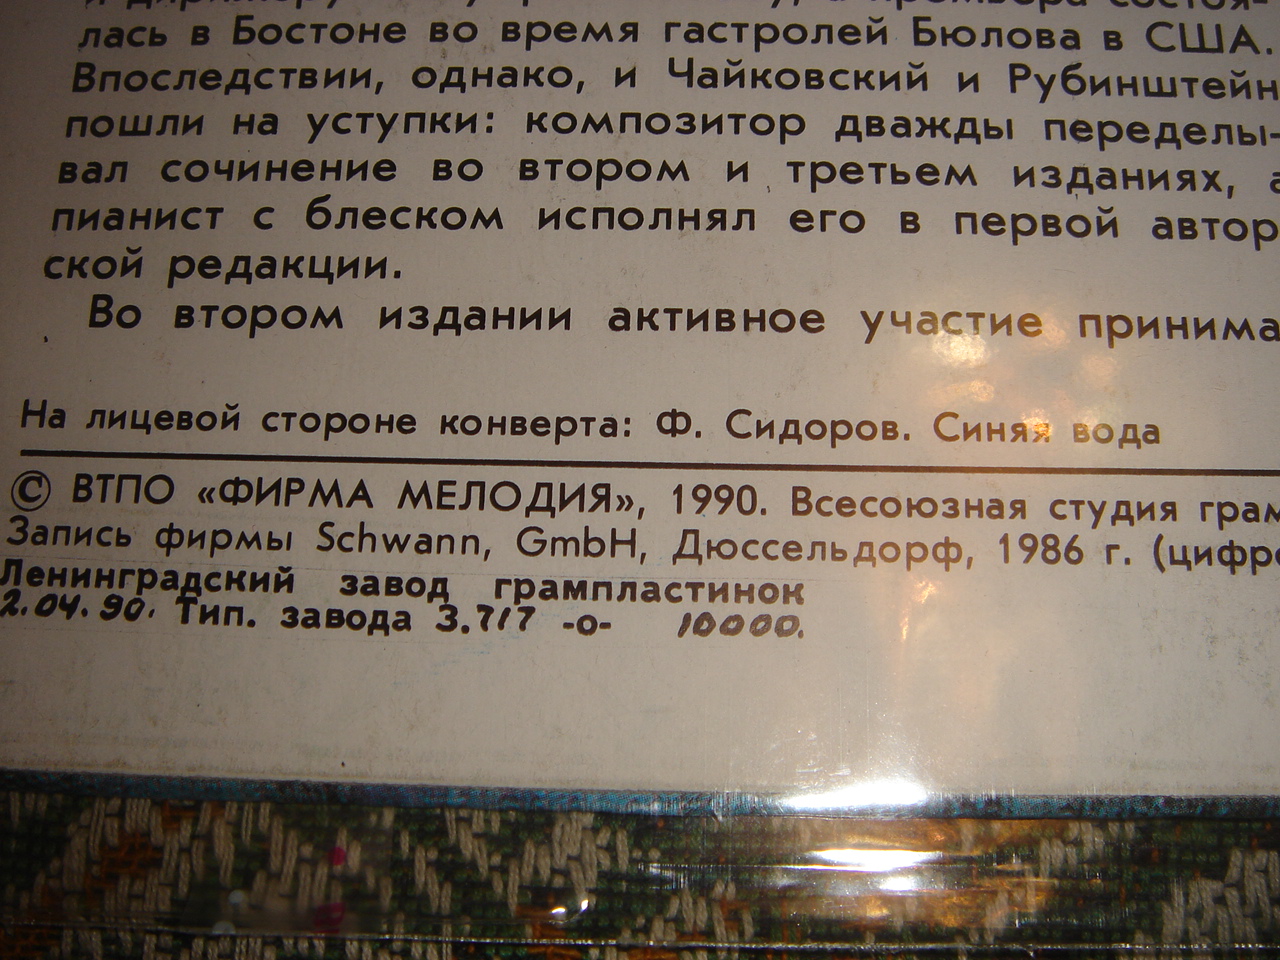 лась в Бостоне во время гастролей Бюлова в США.
Впоследствии, однако, и Чайковский и Рубинштейн
пошли на уступки: композитор дважды переделы-
вал сочинение во втором и третьем изданиях, а
пианист с блеском исполнял его в первой автор
ской редакции.
Во втором издании активное участие принима
На лицевой стороне конверта: Ф. Сидоров. Синяя вода
© ВТПО «ФИРМА МЕЛОДИЯ», 1990. Всесоюзная студия грам
Запись фирмы Schwann, GmbH, Дюссельдорф, 1986 г. (цифро
Ленинградский завод грампластинок
2.04.90. Тип. завода З.717 -о- 10000.